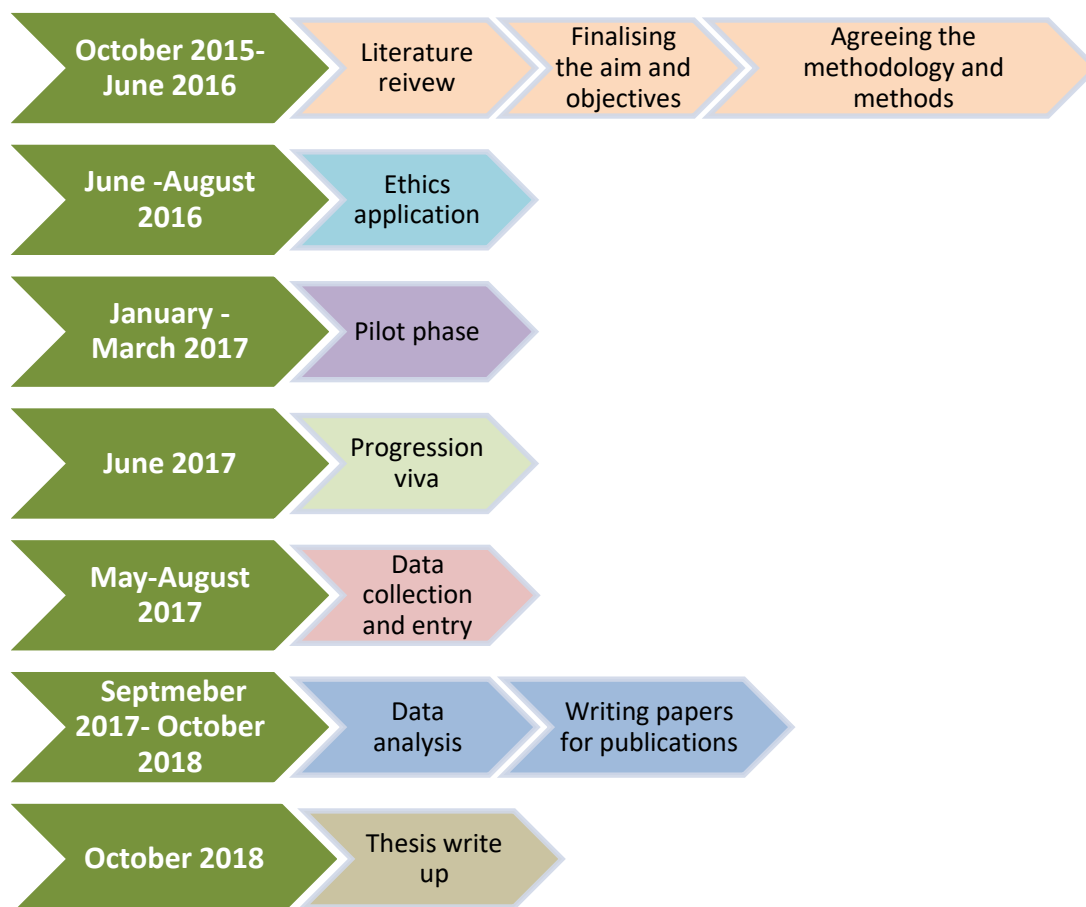 October 2015-
June 2016
Literature
reivew
Finalising
the aim and
objectives
Agreeing the
methodology and
methods
June -August
2016
Ethics
application
January -
March 2017
Pilot phase
June 2017
Progression
viva
May-August
2017
Data
collection
and entry
Septmeber
2017- October
2018
Data
analysis
Writing papers
for publications
October 2018
Thesis write
up